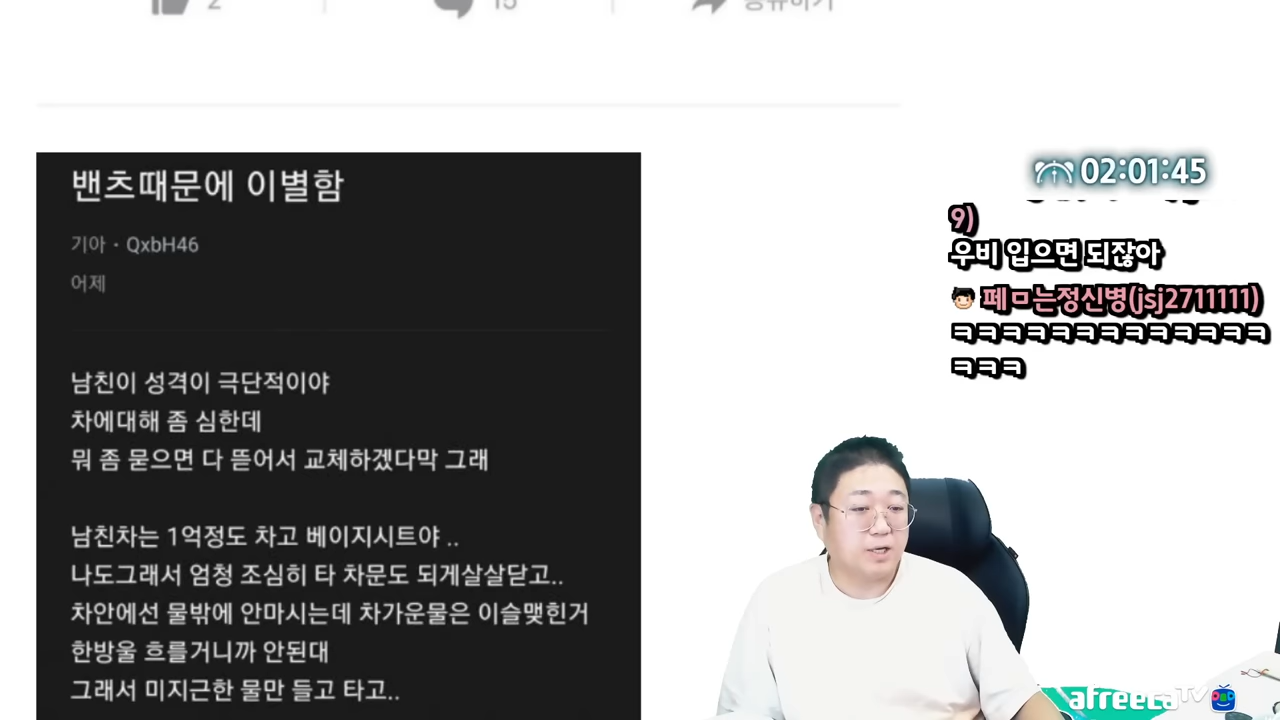 2
15
공유하기
밴츠때문에 이별함
기아 · QxbH46
어제
남친이 성격이 극단적이야
차에대해 좀 심한데
뭐 좀 묻으면 다 뜯어서 교체하겠다막 그래
남친차는 1억정도 차고 베이지시트야 ..
나도그래서 엄청 조심히 타 차문도 되게살살닫고..
차안에선 물밖에 안마시는데 차가운물은 이슬맺힌거
한방울 흐를거니까 안된대
그래서 미지근한 물만 들고 타고..
02:01:45
9)
우비 입으면 되잖아
페ㅁ는정신병(jsj2711111)
ㅋㅋㅋㅋㅋㅋㅋㅋㅋㅋㅋㅋㅋ
ㅋㅋㅋ
afreecaTV